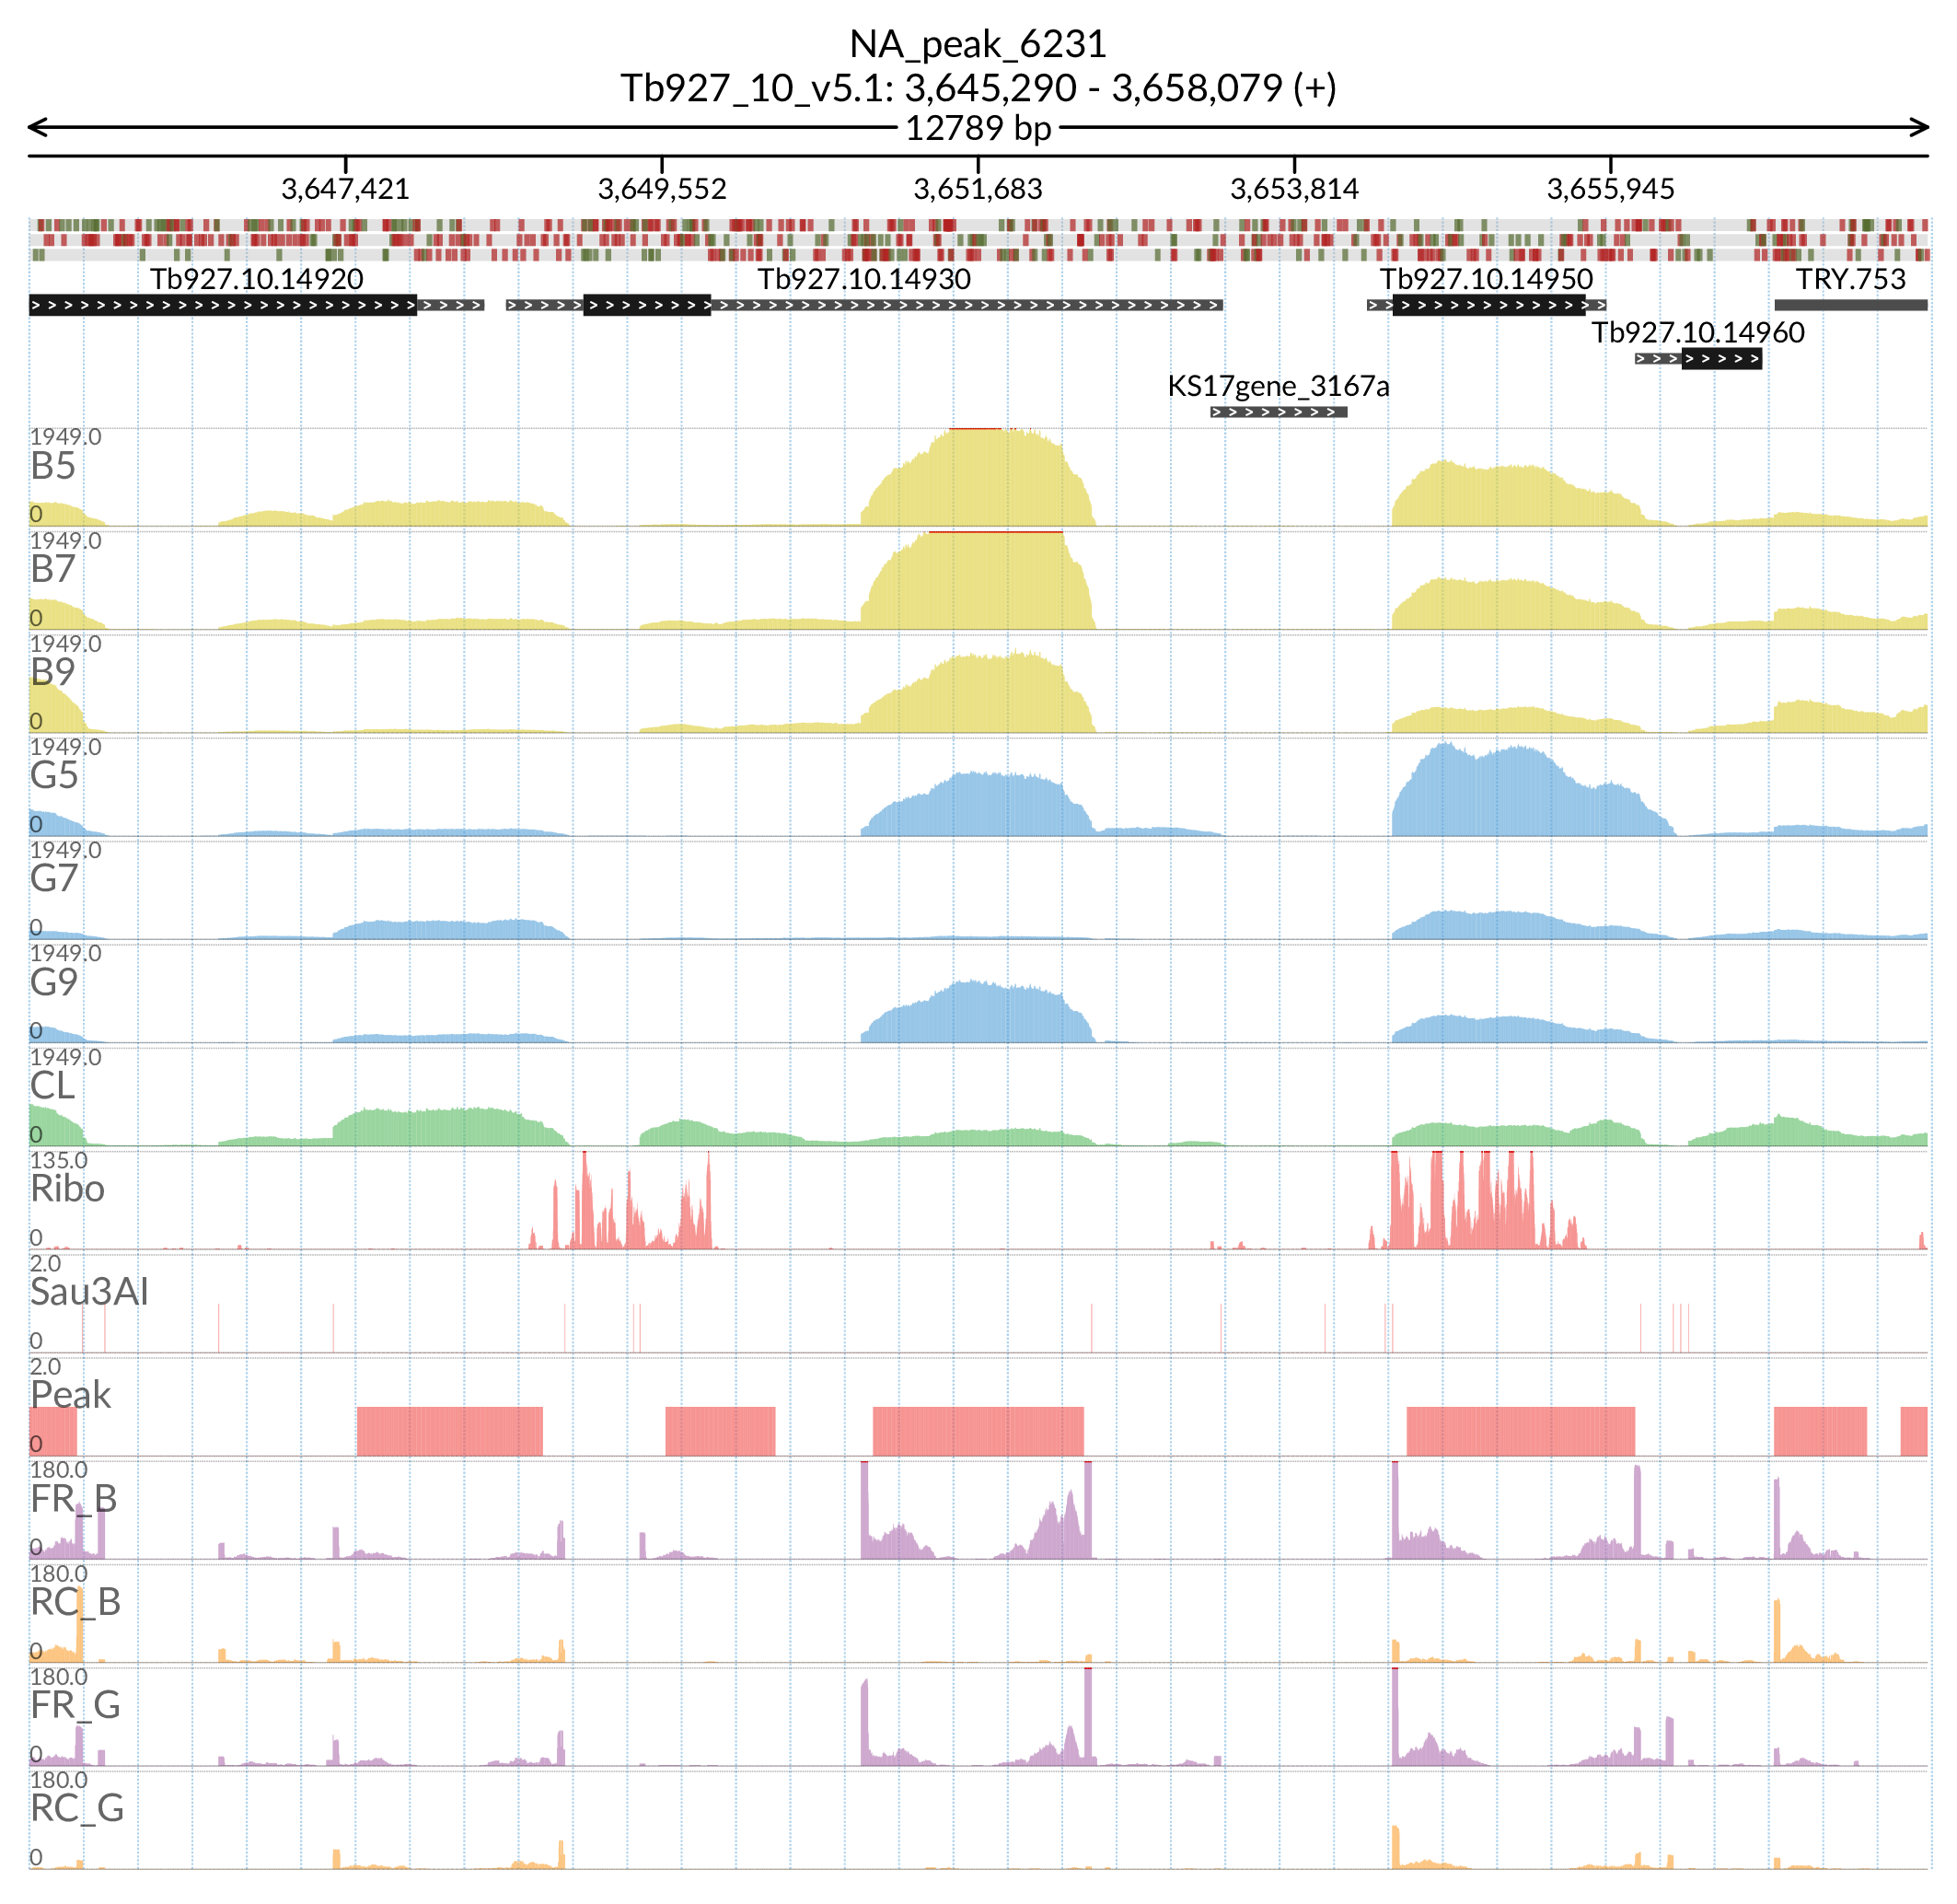 NA_peak_6231
Tb927_10_v5.1: 3,645,290 - 3,658,079 (+)
12789 bp
3,647,421 3,649,552 3,651,683 3,653,814 3,655,945
Tb927.10.14920 Tb927.10.14930 Tb927.10.14950 TRY.753
Tb927.10.14960
KS17gene_3167a
1949.0
B5
0
1949.0
B7
0
1949.0
B9
0
1949.0
G5
0
1949.0
G7
0
1949.0
G9
0
1949.0
CL
0
135.0
Ribo
0
2.0
Sau3AI
0
2.0
Peak
0
180.0
FR_B
0
180.0
RC_B
0
180.0
FR_G
0
180.0
RC_G
0